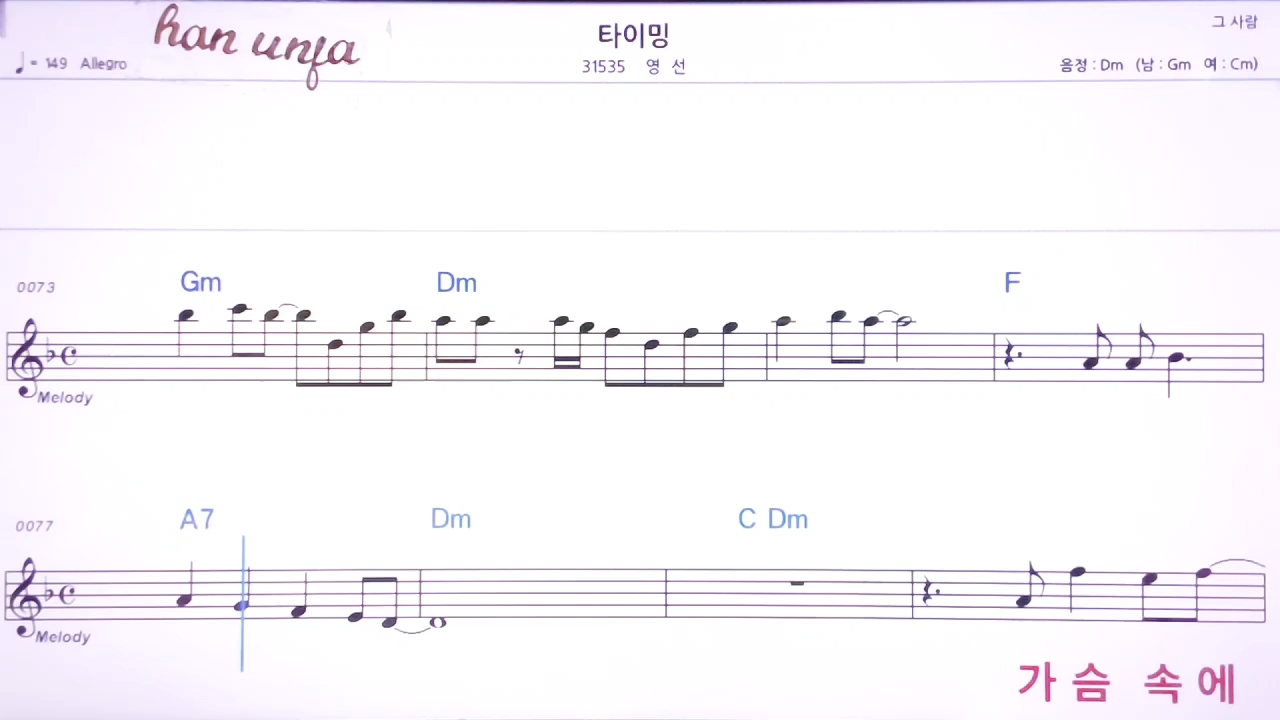 han unja
타이밍
그 사람
♩= 149 Allegro
31535 영 선
음정 : Dm (남 : Gm 여 : Cm)
0073 Gm Dm F
Melody
0077 A7 Dm C Dm
Melody
가 슴 속 에